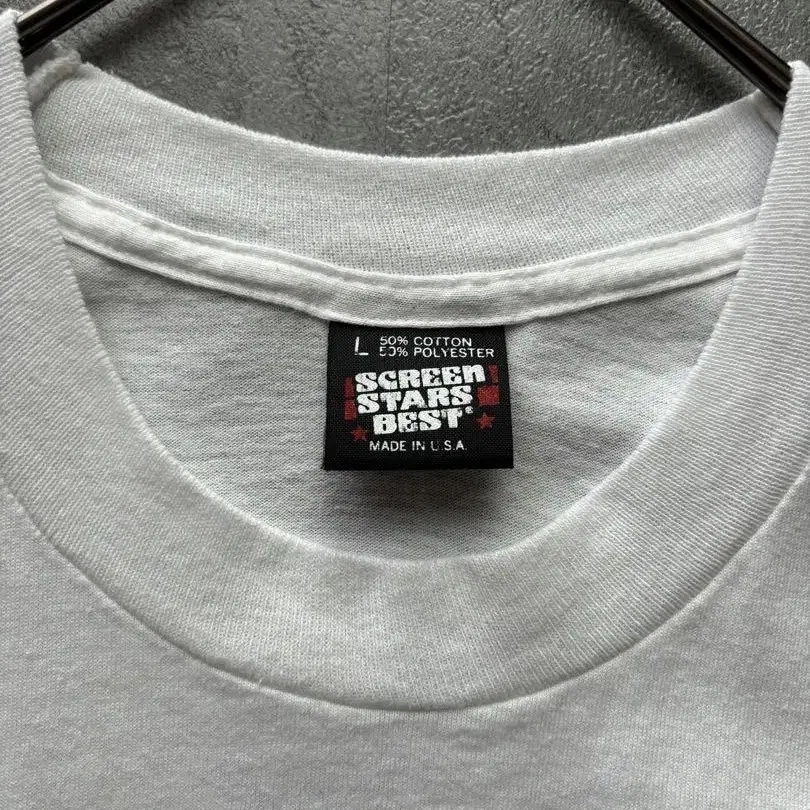 L 50% COTTON
50% POLYESTER
SCREEN
STARS
BEST®
MADE IN U.S.A.